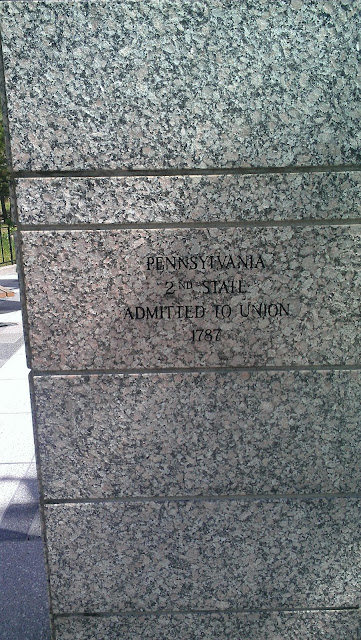 PENNSYLVANIA
2ND STATE
ADMITTED TO UNION
1787